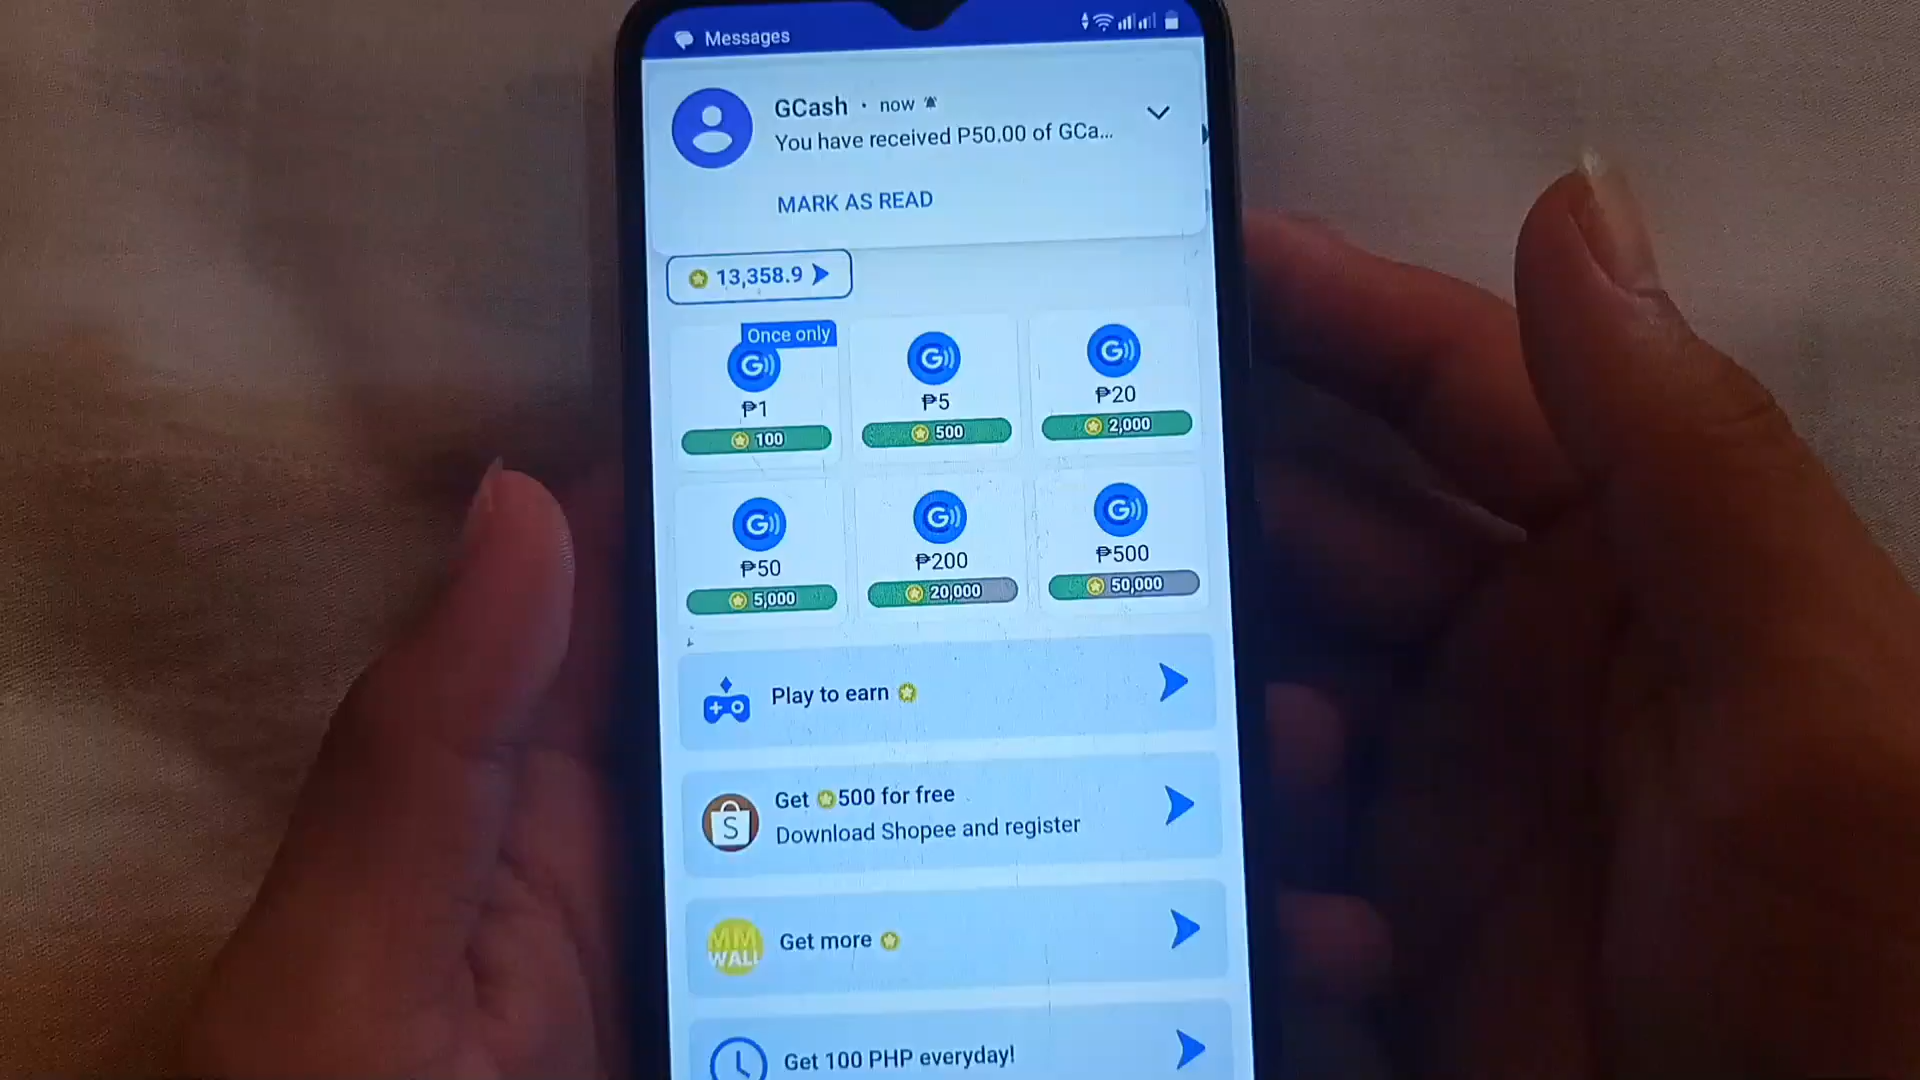 Messages
GCash · now
You have received P50.00 of GCa...
MARK AS READ
13,358.9
Once only
G
₱1
100
G
₱5
500
G
₱20
2,000
G
₱50
5,000
G
₱200
20,000
G
₱500
50,000
Play to earn
Get 500 for free
Download Shopee and register
S
MM
WALL
Get more
Get 100 PHP everyday!